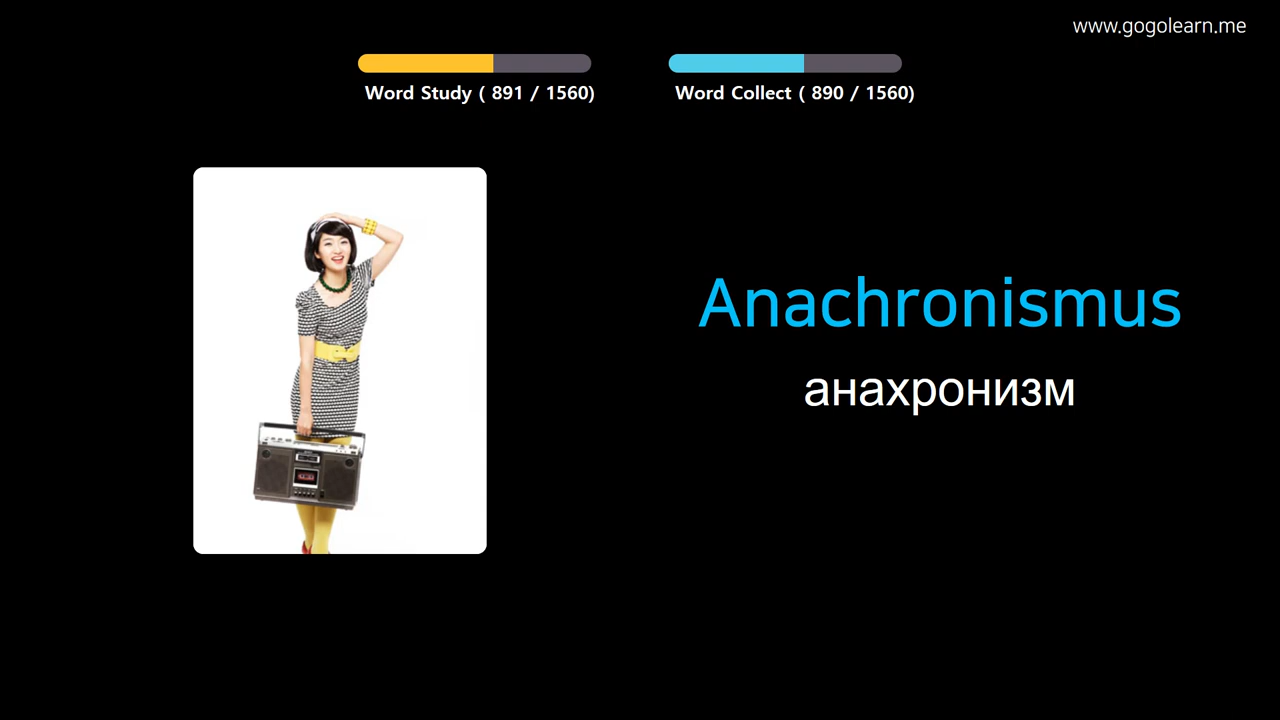 www.gogolearn.me
Word Study ( 891 / 1560)
Word Collect ( 890 / 1560)
Anachronismus
анахронизм